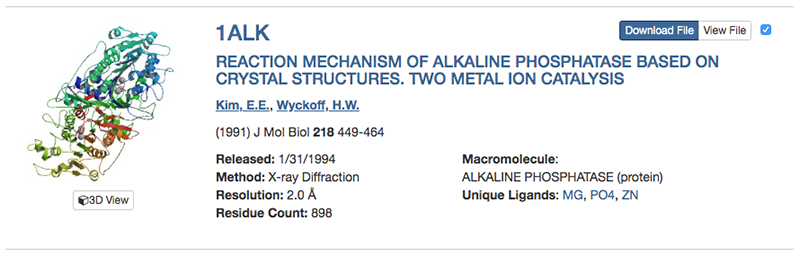 1ALK
Download File
View File
REACTION MECHANISM OF ALKALINE PHOSPHATASE BASED ON
CRYSTAL STRUCTURES. TWO METAL ION CATALYSIS
Kim, E.E., Wyckoff, H.W.
(1991) J Mol Biol 218 449-464
Released: 1/31/1994
Method: X-ray Diffraction
Resolution: 2.0 Å
Residue Count: 898
Macromolecule:
ALKALINE PHOSPHATASE (protein)
Unique Ligands: MG, PO4, ZN
3D View